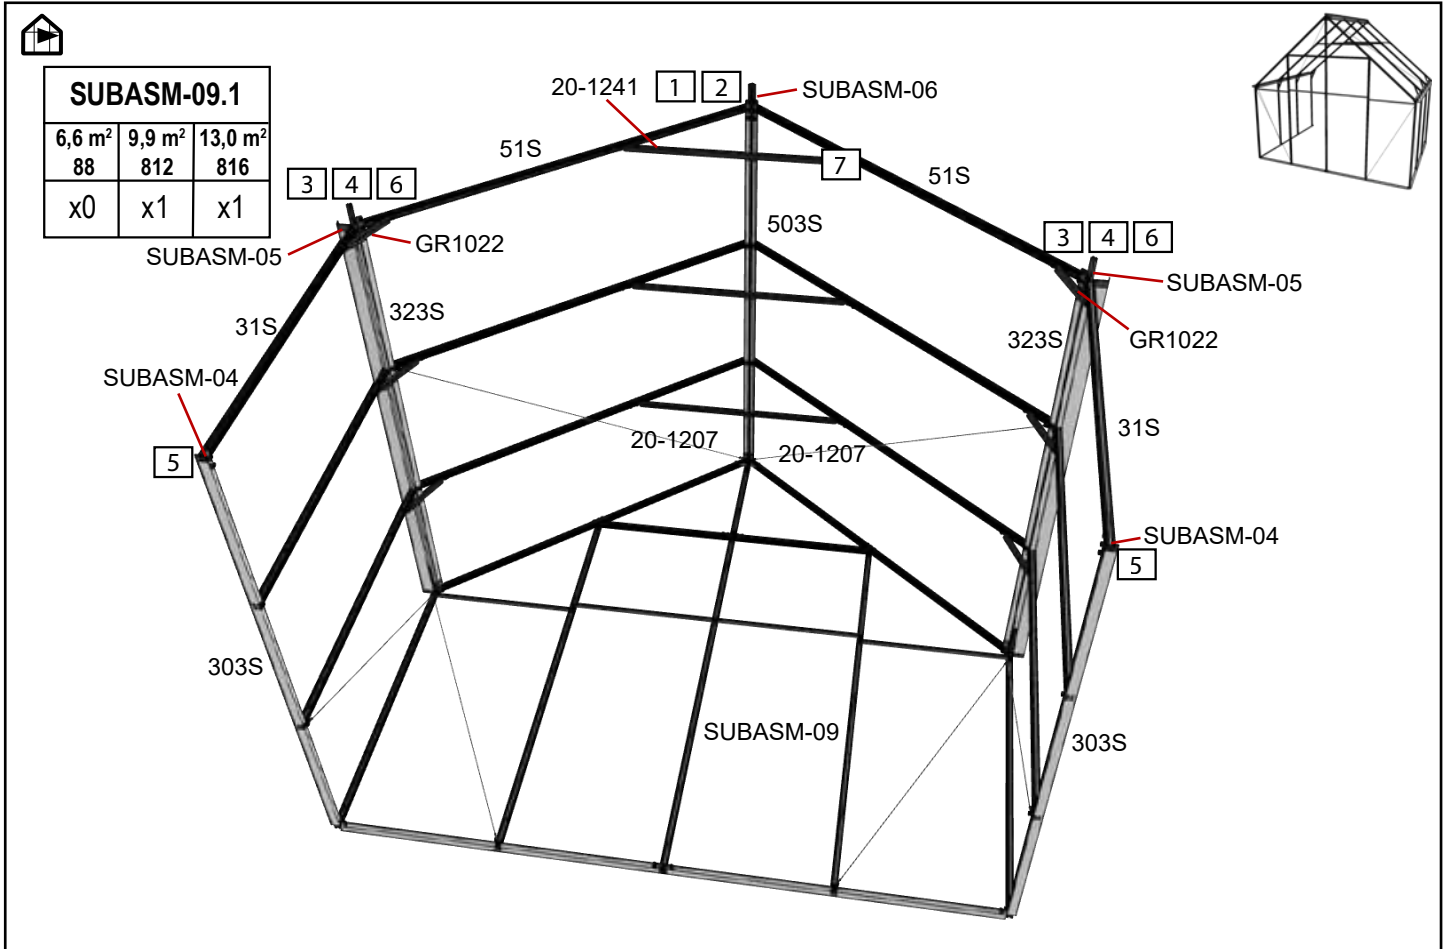 SUBASM-09.1
6,6 m² 9,9 m² 13,0 m²
88 812 816
x0 x1 x1
20-1241
1 2
SUBASM-06
51S
7
51S
3 4 6
SUBASM-05
GR1022
503S
3 4 6
SUBASM-05
31S
323S
323S
GR1022
SUBASM-04
5
20-1207
20-1207
31S
SUBASM-04
5
303S
SUBASM-09
303S